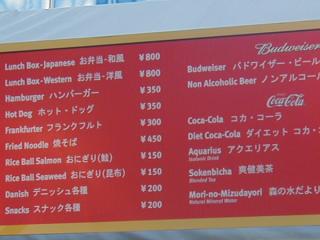 Lunch Box-Japanese お弁当-和風 ¥800
Lunch Box-Western お弁当-洋風 ¥800
Hamburger ハンバーガー ¥350
Hot Dog ホット・ドッグ ¥350
Frankfurter フランクフルト ¥300
Fried Noodle 焼そば ¥450
Rice Ball Salmon おにぎり(鮭) ¥150
Rice Ball Seaweed おにぎり(昆布) ¥150
Danish デニッシュ各種 ¥200
Snacks スナック各種 ¥200
Budweiser
Budweiser バドワイザー・ビール
Non Alcoholic Beer ノンアルコール
Coca-Cola
Coca-Cola コカ・コーラ
Diet Coca-Cola ダイエット コカ・コ
Aquarius アクエリアス
Isotonic Drink
Sokenbicha 爽健美茶
Blended Tea
Mori-no-Mizudayori 森の水だより
Natural Mineral Water